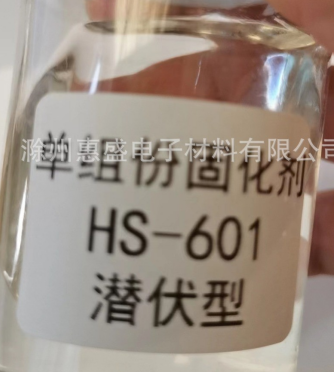 滁州惠盛电子材料有限公司
单组份固化剂
HS-601
潜伏型